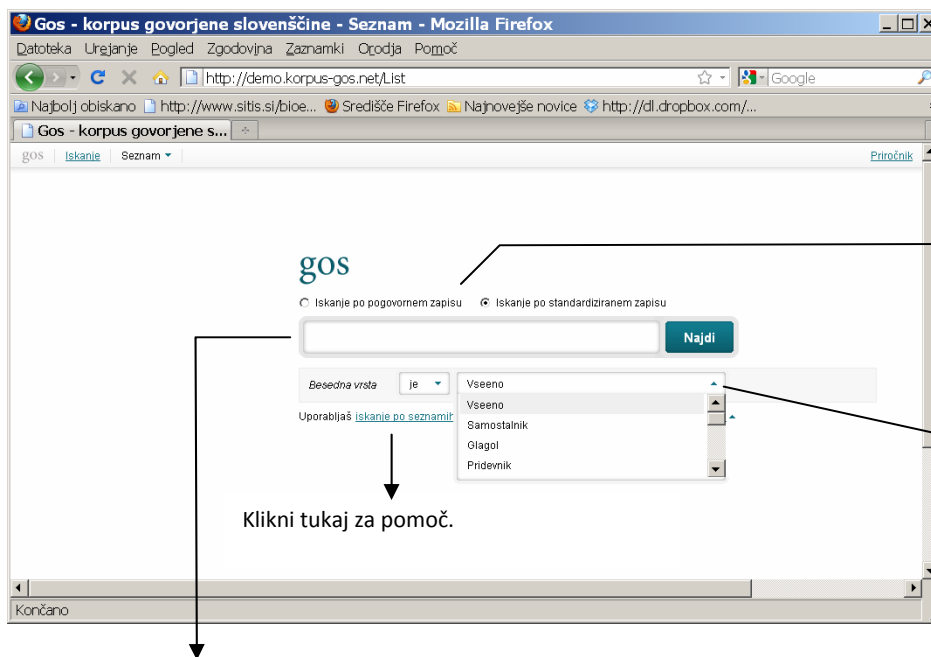 Gos - korpus govorjene slovenščine - Seznam - Mozilla Firefox
Datoteka Urejanje Pogled Zgodovina Zaznamki Orodja Pomoč
http://demo.korpus-gos.net/List Google
Najbolj obiskano http://www.sitis.si/bioe... Središče Firefox Najnovejše novice http://dl.dropbox.com/...
Gos - korpus govorjene s...
gos Iskanje Seznam Priročnik
gos
Iskanje po pogovornem zapisu Iskanje po standardiziranem zapisu
Najdi
Besedna vrsta je Vseeno
Vseeno
Uporabljaš iskanje po seznamih
Samostalnik
Glagol
Pridevnik
Klikni tukaj za pomoč.
Končano